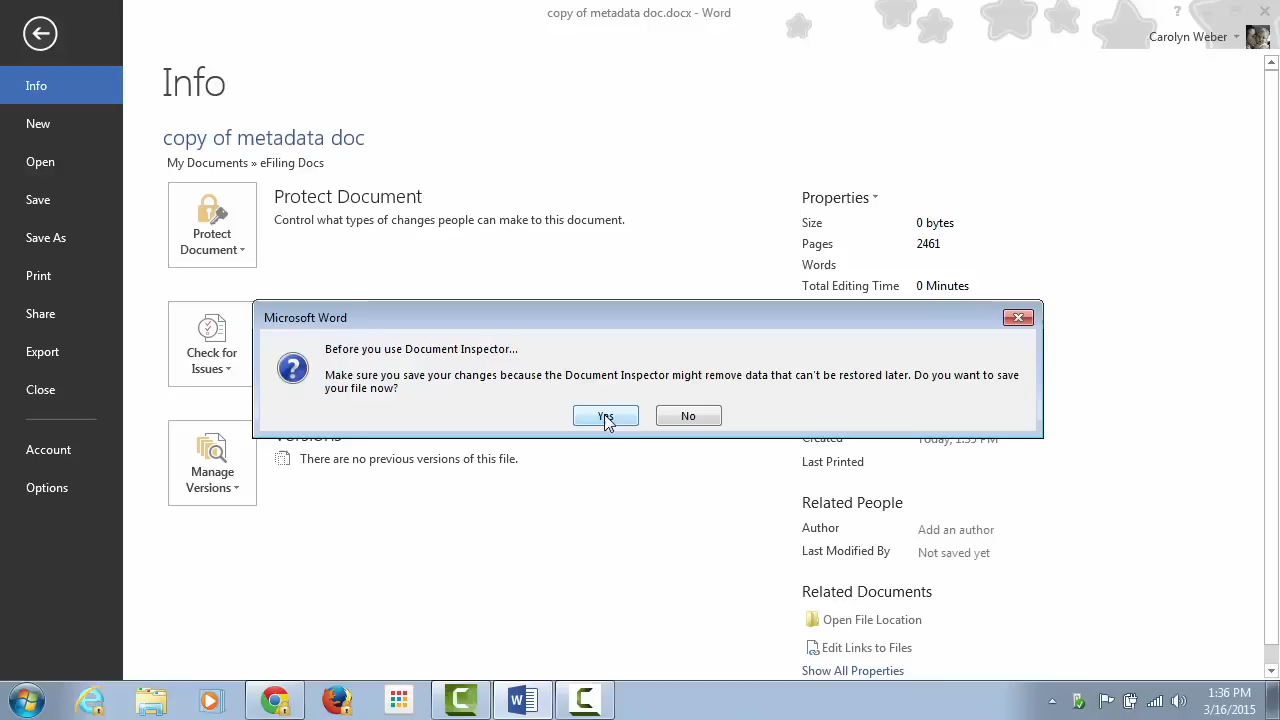 copy of metadata doc.docx - Word
?
Carolyn Weber
Info
New
Open
Save
Save As
Print
Share
Export
Close
Account
Options
Info
copy of metadata doc
My Documents » eFiling Docs
Protect
Document
Protect Document
Control what types of changes people can make to this document.
Properties
Size 0 bytes
Pages 2461
Words
Total Editing Time 0 Minutes
Check for
Issues
Microsoft Word
Before you use Document Inspector...
Make sure you save your changes because the Document Inspector might remove data that can't be restored later. Do you want to save
your file now?
Yes
No
Manage
Versions
Versions
There are no previous versions of this file.
Created Today, 1:35 PM
Last Printed
Related People
Author Add an author
Last Modified By Not saved yet
Related Documents
Open File Location
Edit Links to Files
Show All Properties
1:36 PM
3/16/2015